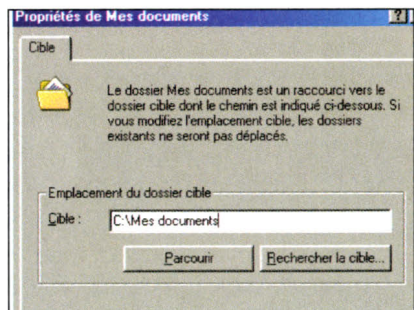 Propriétés de Mes documents ?
Cible
Le dossier Mes documents est un raccourci vers le
dossier cible dont le chemin est indiqué ci-dessous. Si
vous modifiez l'emplacement cible, les dossiers
existants ne seront pas déplacés.
Emplacement du dossier cible
Cible : C:\Mes documents
Parcourir Rechercher la cible...